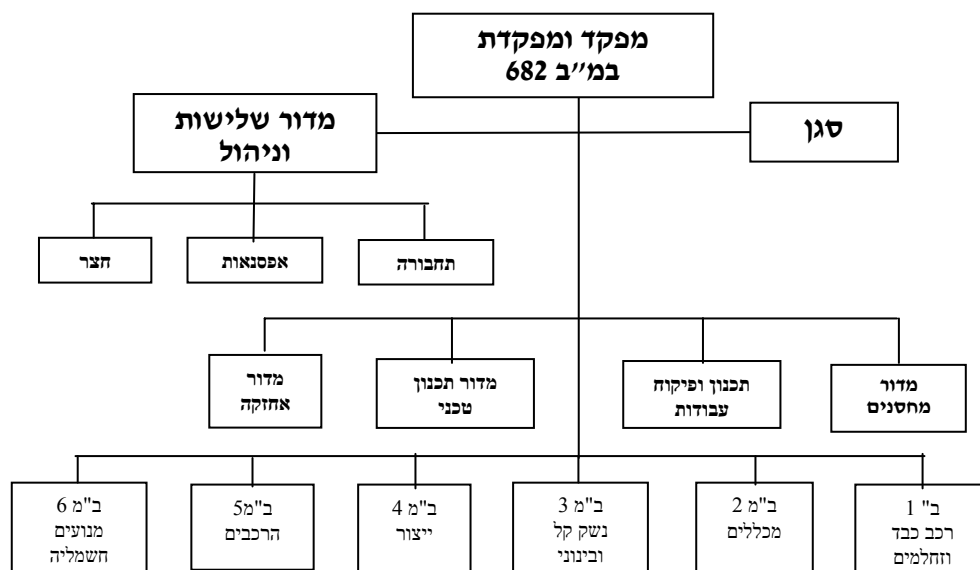 מפקד ומפקדת
במ״ב 682
מדור שלישות
וניהול
סגן
תחבורה
אפסנאות
חצר
מדור
מחסנים
תכנון ופיקוח
עבודות
מדור תכנון
טכני
מדור
אחזקה
ב" 1
רכב כבד
וזחלמים
ב"מ 2
מכללים
ב"מ 3
נשק קל
ובינוני
ב"מ 4
ייצור
ב"מ5
הרכבים
ב"מ 6
מנועים
חשמליה